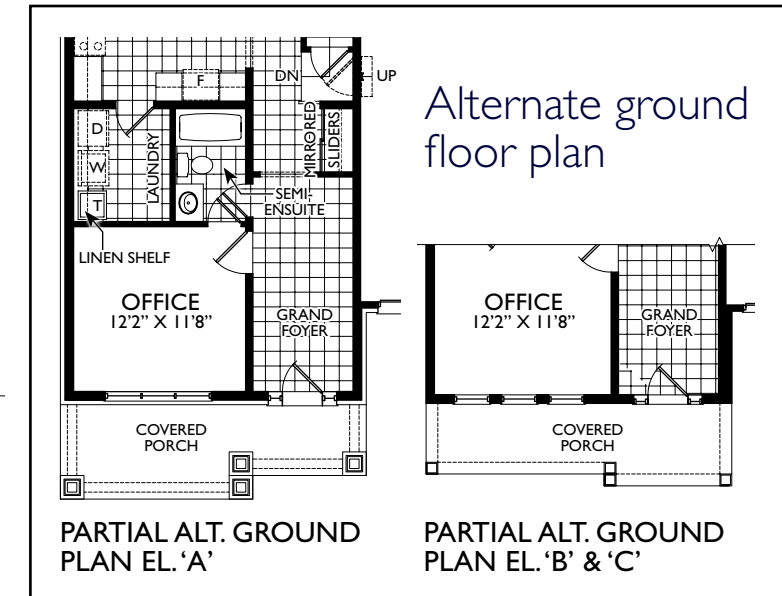 Alternate ground
floor plan
F
DN
UP
D
W
T
LAUNDRY
MIRRORED
SLIDERS
SEMI-
ENSUITE
LINEN SHELF
OFFICE
12'2" X 11'8"
GRAND
FOYER
COVERED
PORCH
PARTIAL ALT. GROUND
PLAN EL. ‘A’
OFFICE
12'2" X 11'8"
GRAND
FOYER
COVERED
PORCH
PARTIAL ALT. GROUND
PLAN EL. ‘B’ & ‘C’